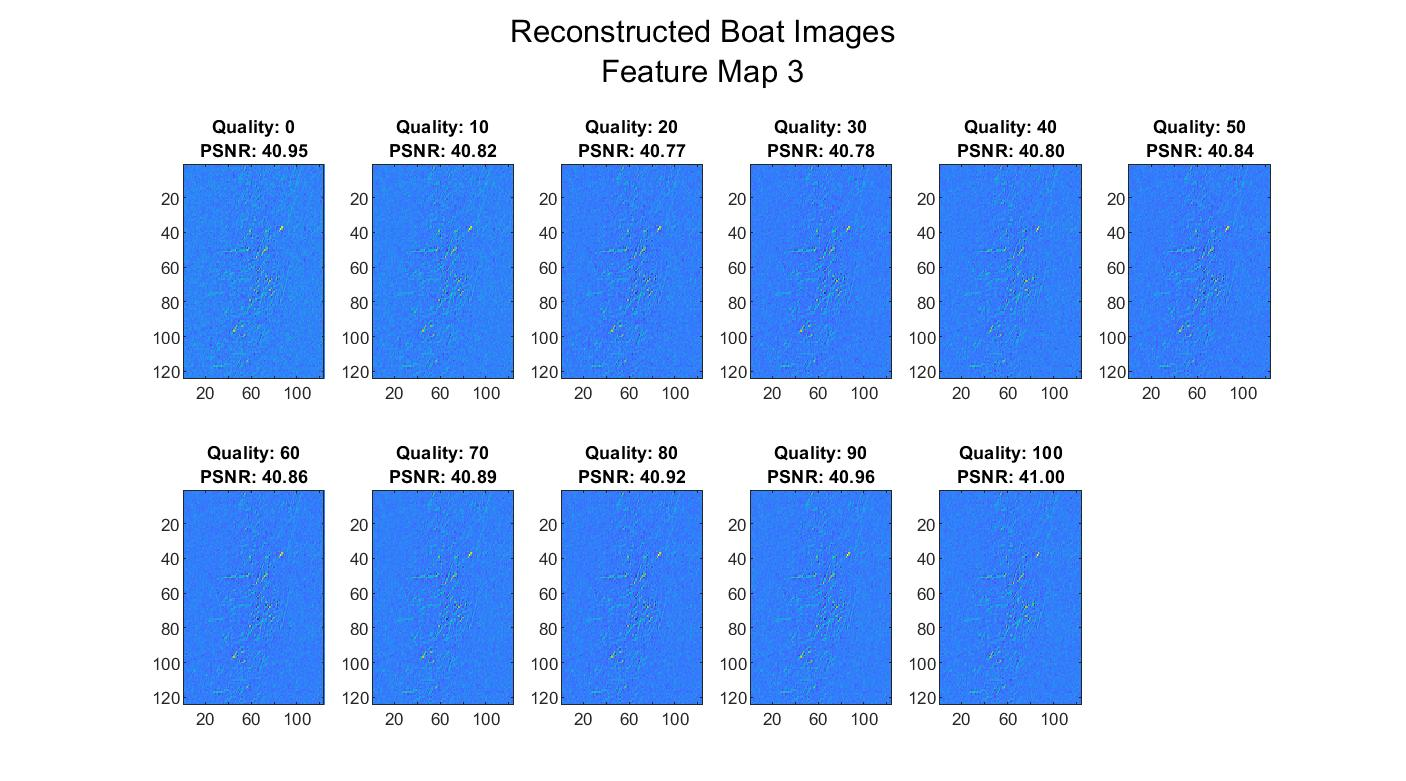 Reconstructed Boat Images
Feature Map 3
Quality: 0
PSNR: 40.95
20
40
60
80
100
120
20 60 100
Quality: 10
PSNR: 40.82
20
40
60
80
100
120
20 60 100
Quality: 20
PSNR: 40.77
20
40
60
80
100
120
20 60 100
Quality: 30
PSNR: 40.78
20
40
60
80
100
120
20 60 100
Quality: 40
PSNR: 40.80
20
40
60
80
100
120
20 60 100
Quality: 50
PSNR: 40.84
20
40
60
80
100
120
20 60 100
Quality: 60
PSNR: 40.86
20
40
60
80
100
120
20 60 100
Quality: 70
PSNR: 40.89
20
40
60
80
100
120
20 60 100
Quality: 80
PSNR: 40.92
20
40
60
80
100
120
20 60 100
Quality: 90
PSNR: 40.96
20
40
60
80
100
120
20 60 100
Quality: 100
PSNR: 41.00
20
40
60
80
100
120
20 60 100